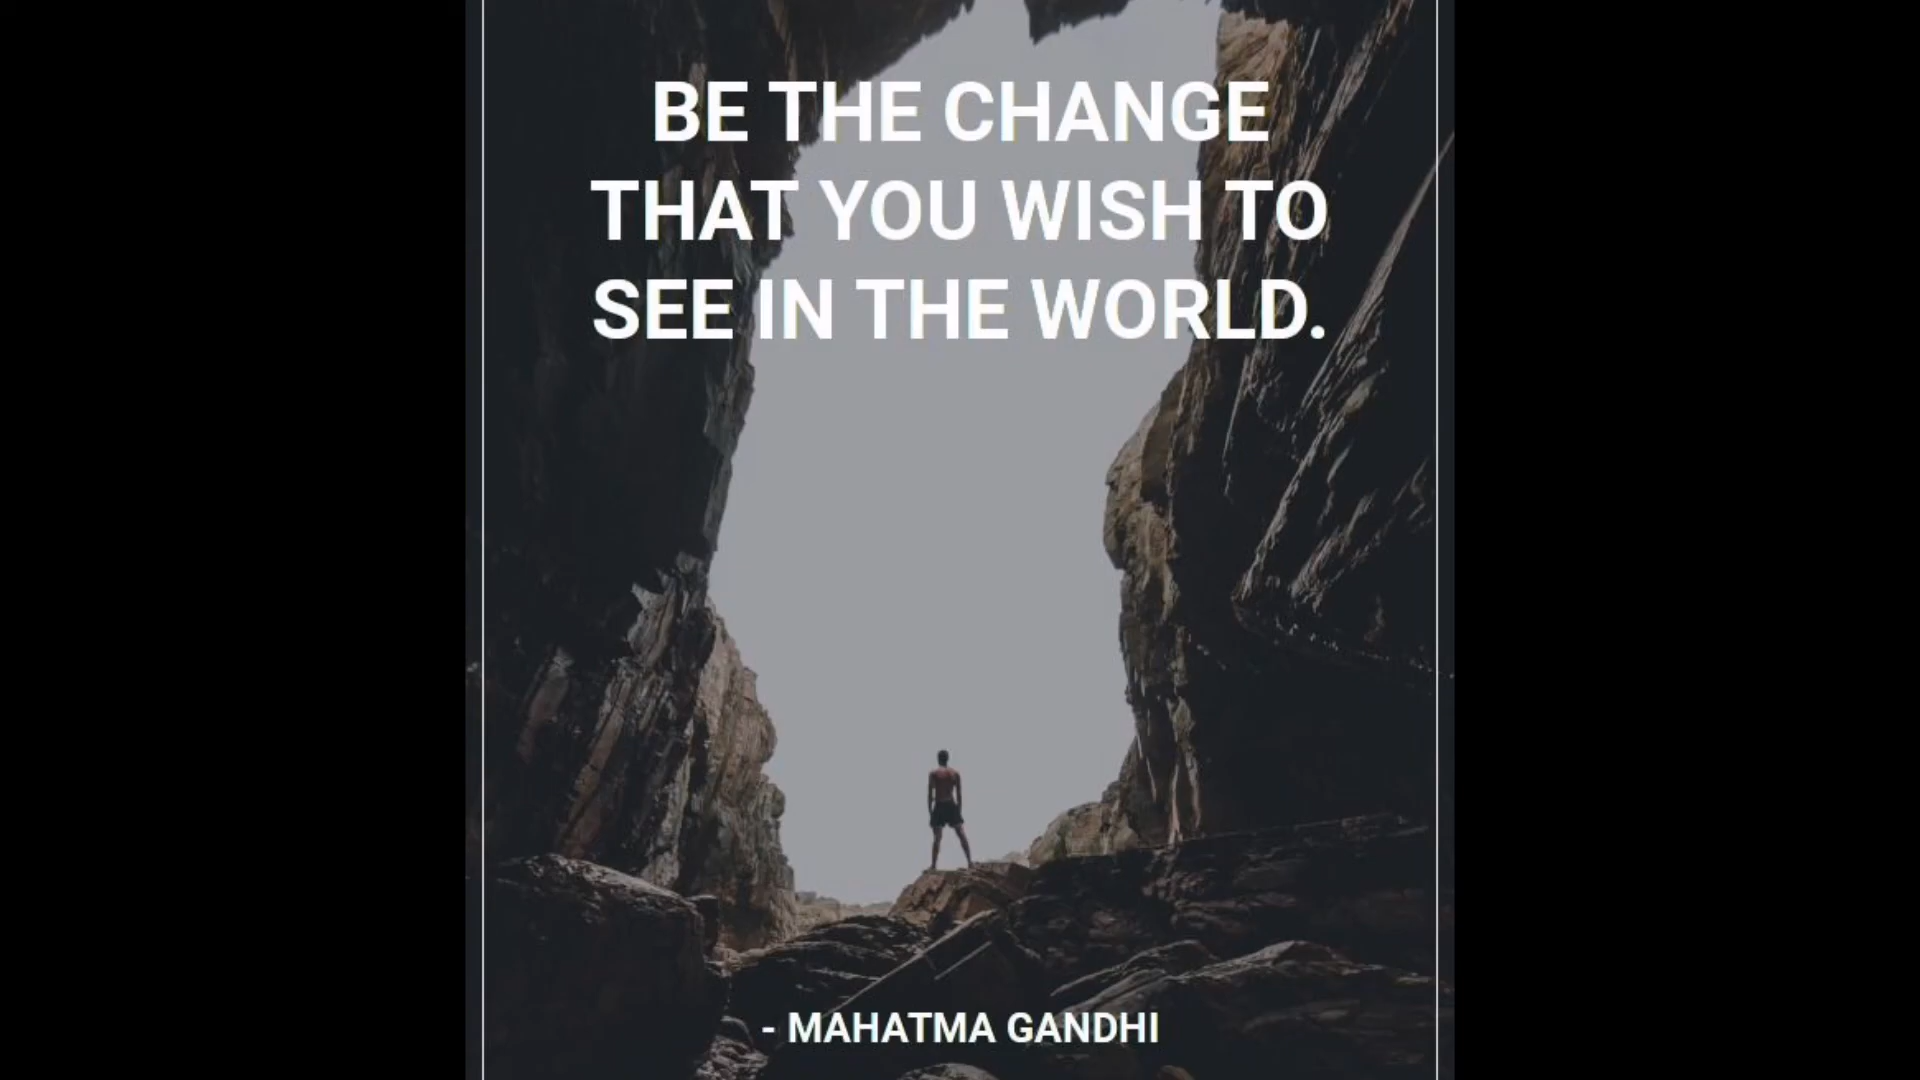 BE THE CHANGE
THAT YOU WISH TO
SEE IN THE WORLD.
- MAHATMA GANDHI